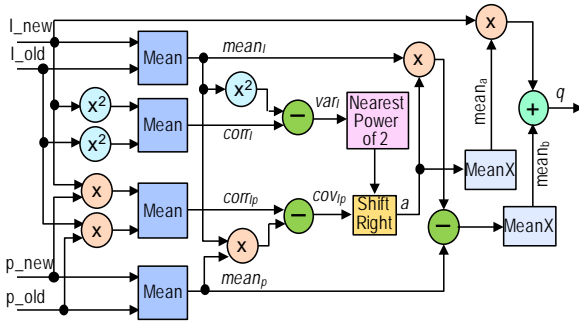 I_new
I_old
Mean
mean_I
x
mean_a
q
x²
x²
Mean
corr_I
x²
−
var_I
Nearest
Power
of 2
x
+
mean_b
x
x
Mean
corr_Ip
−
cov_Ip
Shift
Right
a
MeanX
x
−
MeanX
p_new
p_old
Mean
mean_p